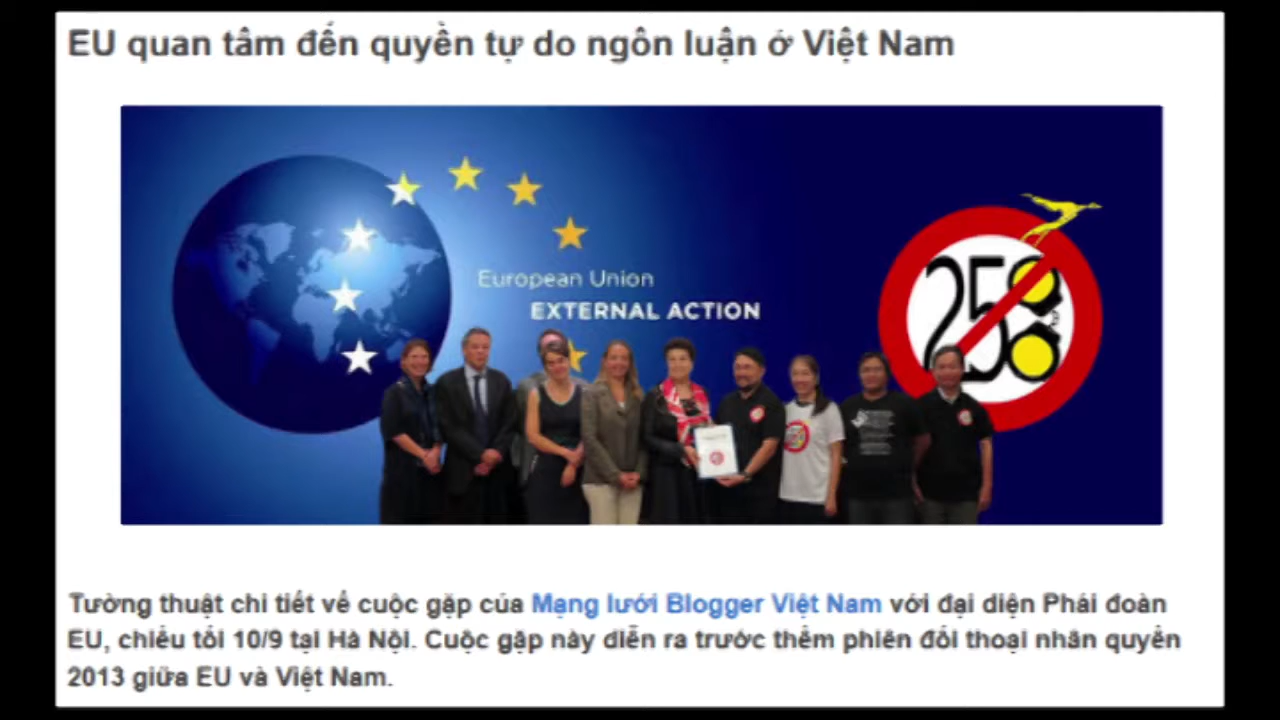 EU quan tâm đến quyền tự do ngôn luận ở Việt Nam
European Union
EXTERNAL ACTION
258
Tường thuật chi tiết về cuộc gặp của Mạng lưới Blogger Việt Nam với đại diện Phái đoàn
EU, chiều tối 10/9 tại Hà Nội. Cuộc gặp này diễn ra trước thềm phiên đối thoại nhân quyền
2013 giữa EU và Việt Nam.